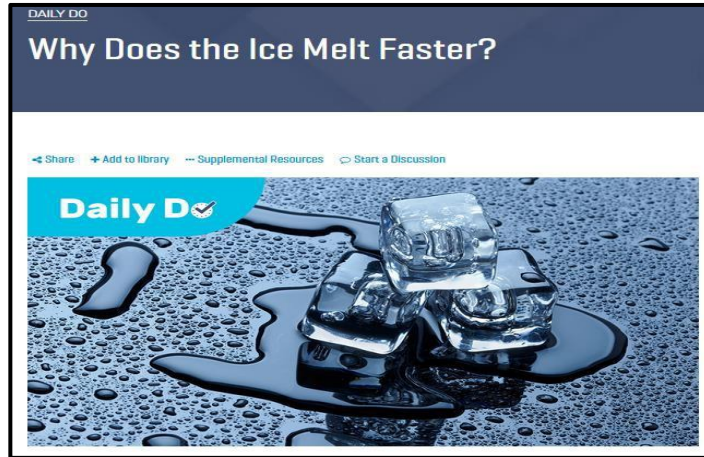 DAILY DO
Why Does the Ice Melt Faster?
Share + Add to library ··· Supplemental Resources Start a Discussion
Daily Do